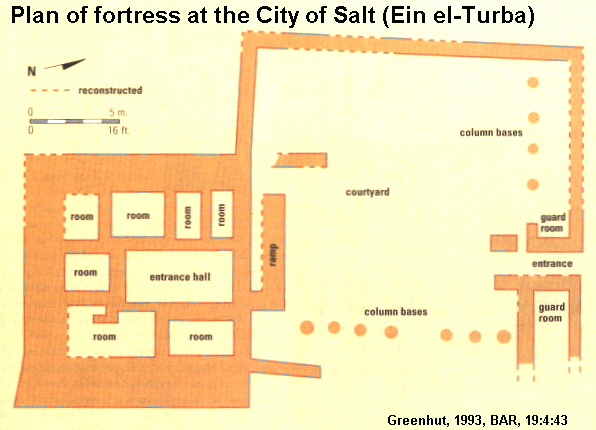 Plan of fortress at the City of Salt (Ein el-Turba)
N
reconstructed
0 5 m.
0 16 ft.
column bases
courtyard
room
room
room
room
guard
room
ramp
entrance
room
entrance hall
guard
room
column bases
room
room
Greenhut, 1993, BAR, 19:4:43